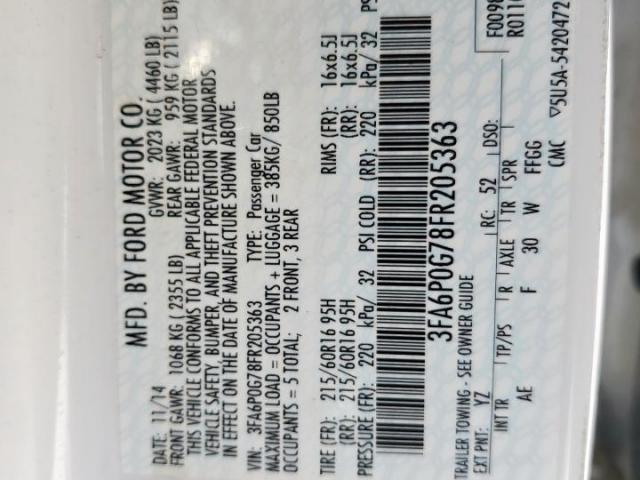 MFD. BY FORD MOTOR CO.
DATE: 11/14 GVWR: 2023 KG ( 4460 LB)
FRONT GAWR: 1068 KG ( 2355 LB) REAR GAWR: 959 KG ( 2115 LB)
THIS VEHICLE CONFORMS TO ALL APPLICABLE FEDERAL MOTOR
VEHICLE SAFETY, BUMPER, AND THEFT PREVENTION STANDARDS
IN EFFECT ON THE DATE OF MANUFACTURE SHOWN ABOVE.
VIN: 3FA6P0G78FR205363 TYPE: Passenger Car
MAXIMUM LOAD = OCCUPANTS + LUGGAGE = 385KG/ 850LB
OCCUPANTS = 5 TOTAL; 2 FRONT, 3 REAR
TIRE (FR): 215/60R16 95H RIMS (FR): 16x6.5J
(RR): 215/60R16 95H (RR): 16x6.5J
PRESSURE (FR): 220 kPa/ 32 PSI COLD (RR): 220 kPa/ 32 PS
3FA6P0G78FR205363
TRAILER TOWING - SEE OWNER GUIDE
EXT PNT: YZ RC: 52 DSO:
INT TR TP/PS R AXLE TR SPR
AE F 30 W FFGG
CMC ▽5U5A-5420472